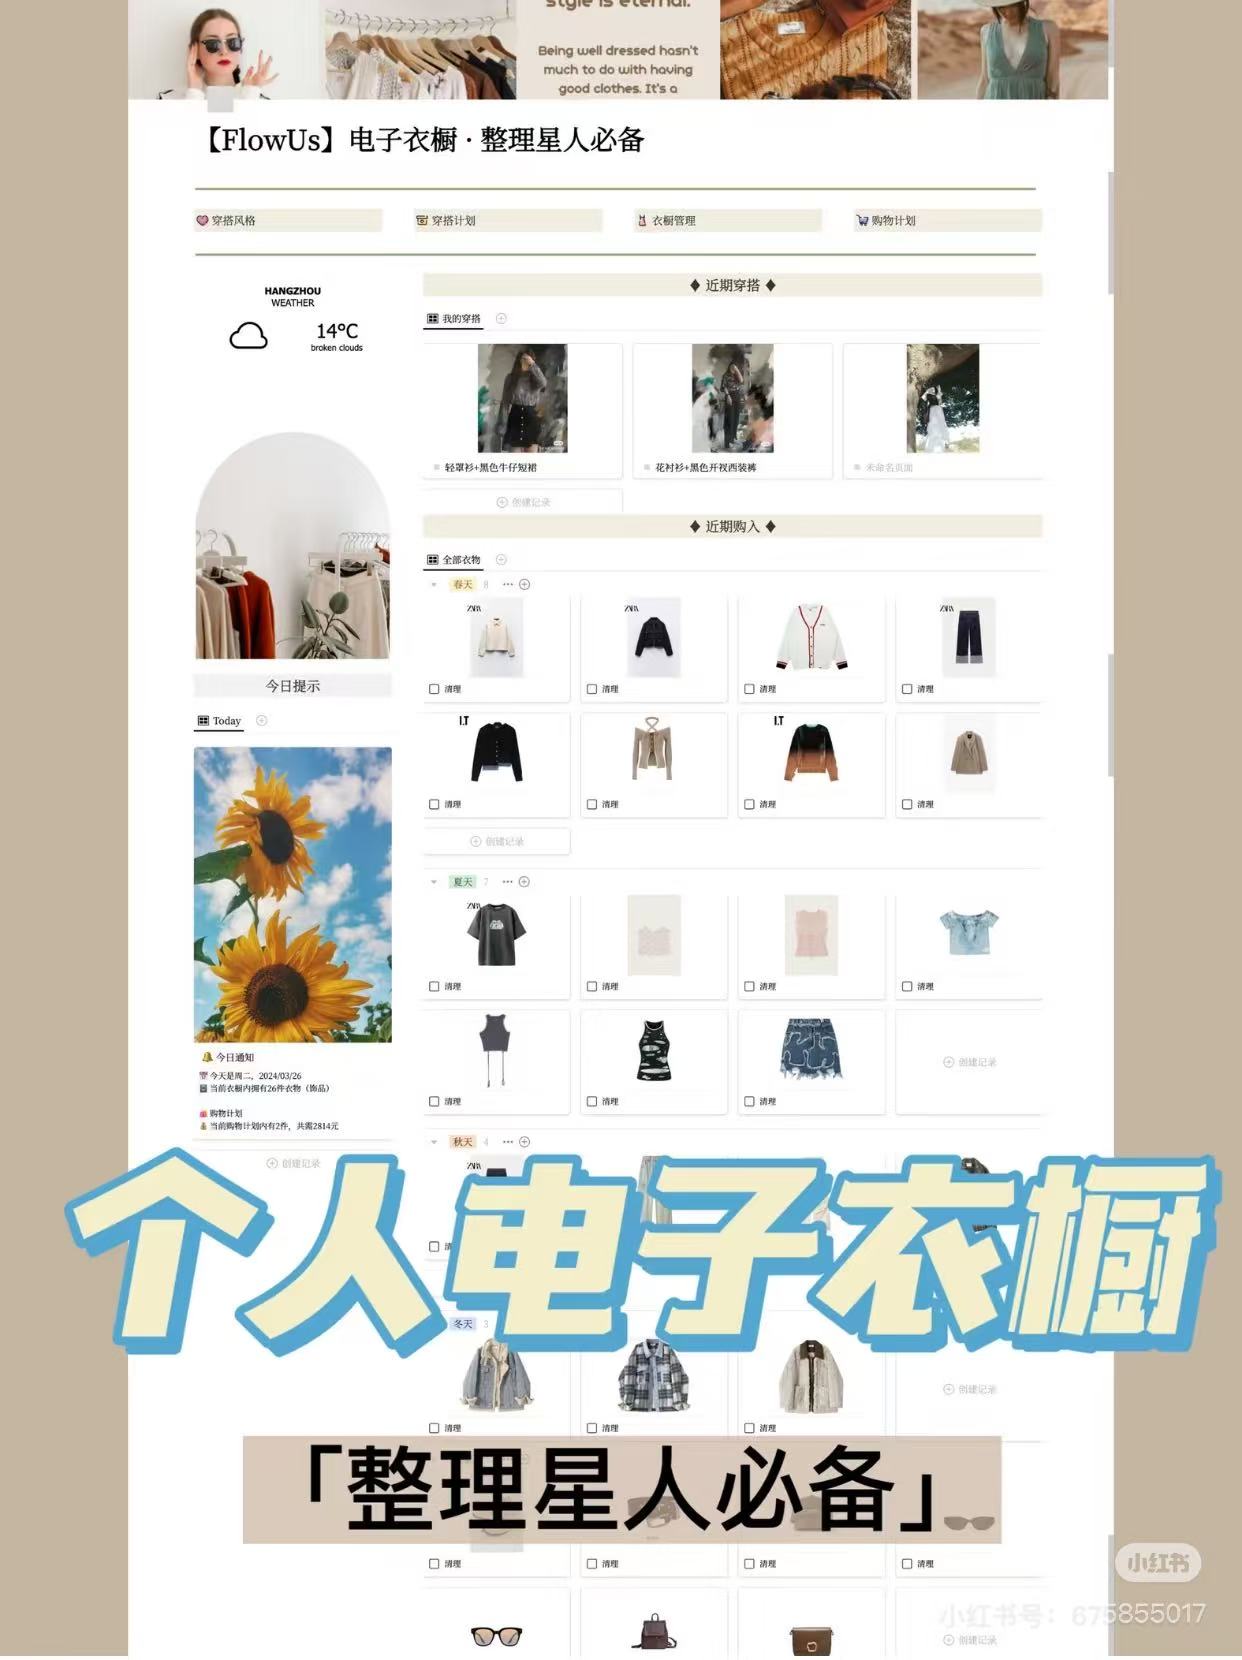 style is eternal.
Being well dressed hasn't
much to do with having
good clothes. It's a
【FlowUs】电子衣橱 · 整理星人必备
穿搭风格
穿搭计划
衣橱管理
购物计划
HANGZHOU
WEATHER
14°C
broken clouds
♦ 近期穿搭 ♦
我的穿搭
轻罩衫+黑色牛仔短裙
花衬衫+黑色开衩西装裤
未命名页面
创建记录
♦ 近期购入 ♦
全部衣物
春天 8
ZARA
ZARA
ZARA
清理
清理
清理
清理
I.T
I.T
清理
清理
清理
清理
创建记录
今日提示
Today
夏天 7
ZARA
清理
清理
清理
清理
创建记录
清理
清理
清理
今日通知
今天是周二，2024/03/26
当前衣橱内拥有26件衣物（饰品）
购物计划
当前购物计划内有2件，共需2814元
创建记录
秋天 4
ZARA
个人电子衣橱
冬天 3
创建记录
清理
清理
清理
「整理星人必备」
清理
清理
清理
清理
创建记录
小红书
小红书号：675855017